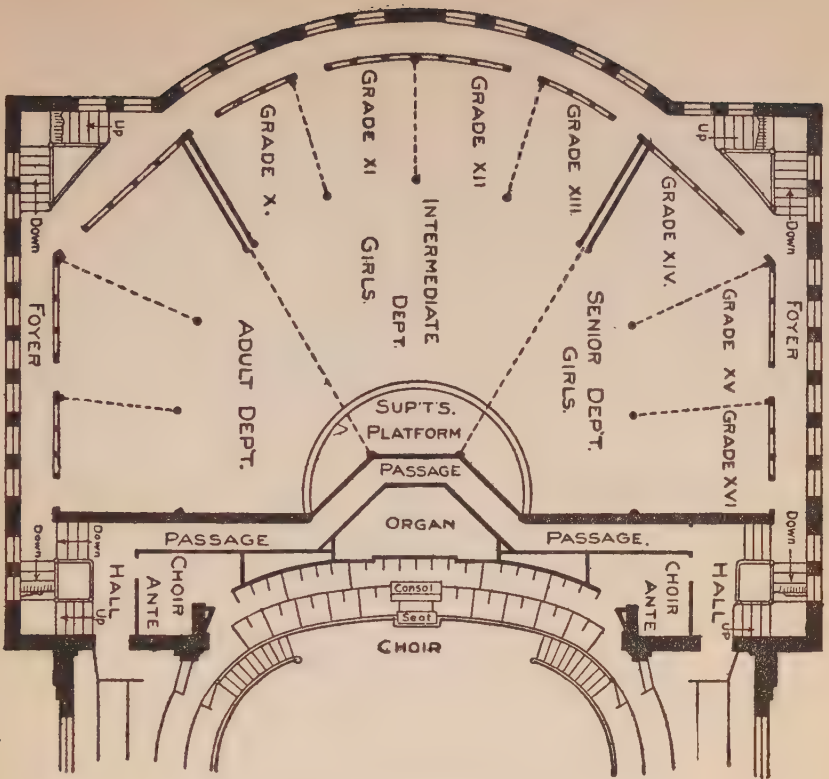 Up
Down
FOYER
GRADE X.
GRADE XI
GRADE XII
GRADE XIII.
GRADE XIV.
GRADE XV
GRADE XVI
Up
Down
FOYER
INTERMEDIATE
DEPT.
GIRLS.
ADULT DEPT.
SENIOR DEP'T.
GIRLS.
SUP'T'S.
PLATFORM
PASSAGE
ORGAN
PASSAGE
PASSAGE.
Down
Down
UP
HALL
CHOIR
ANTE
Consol
Seat
CHOIR
CHOIR
ANTE
HALL
UP
Down